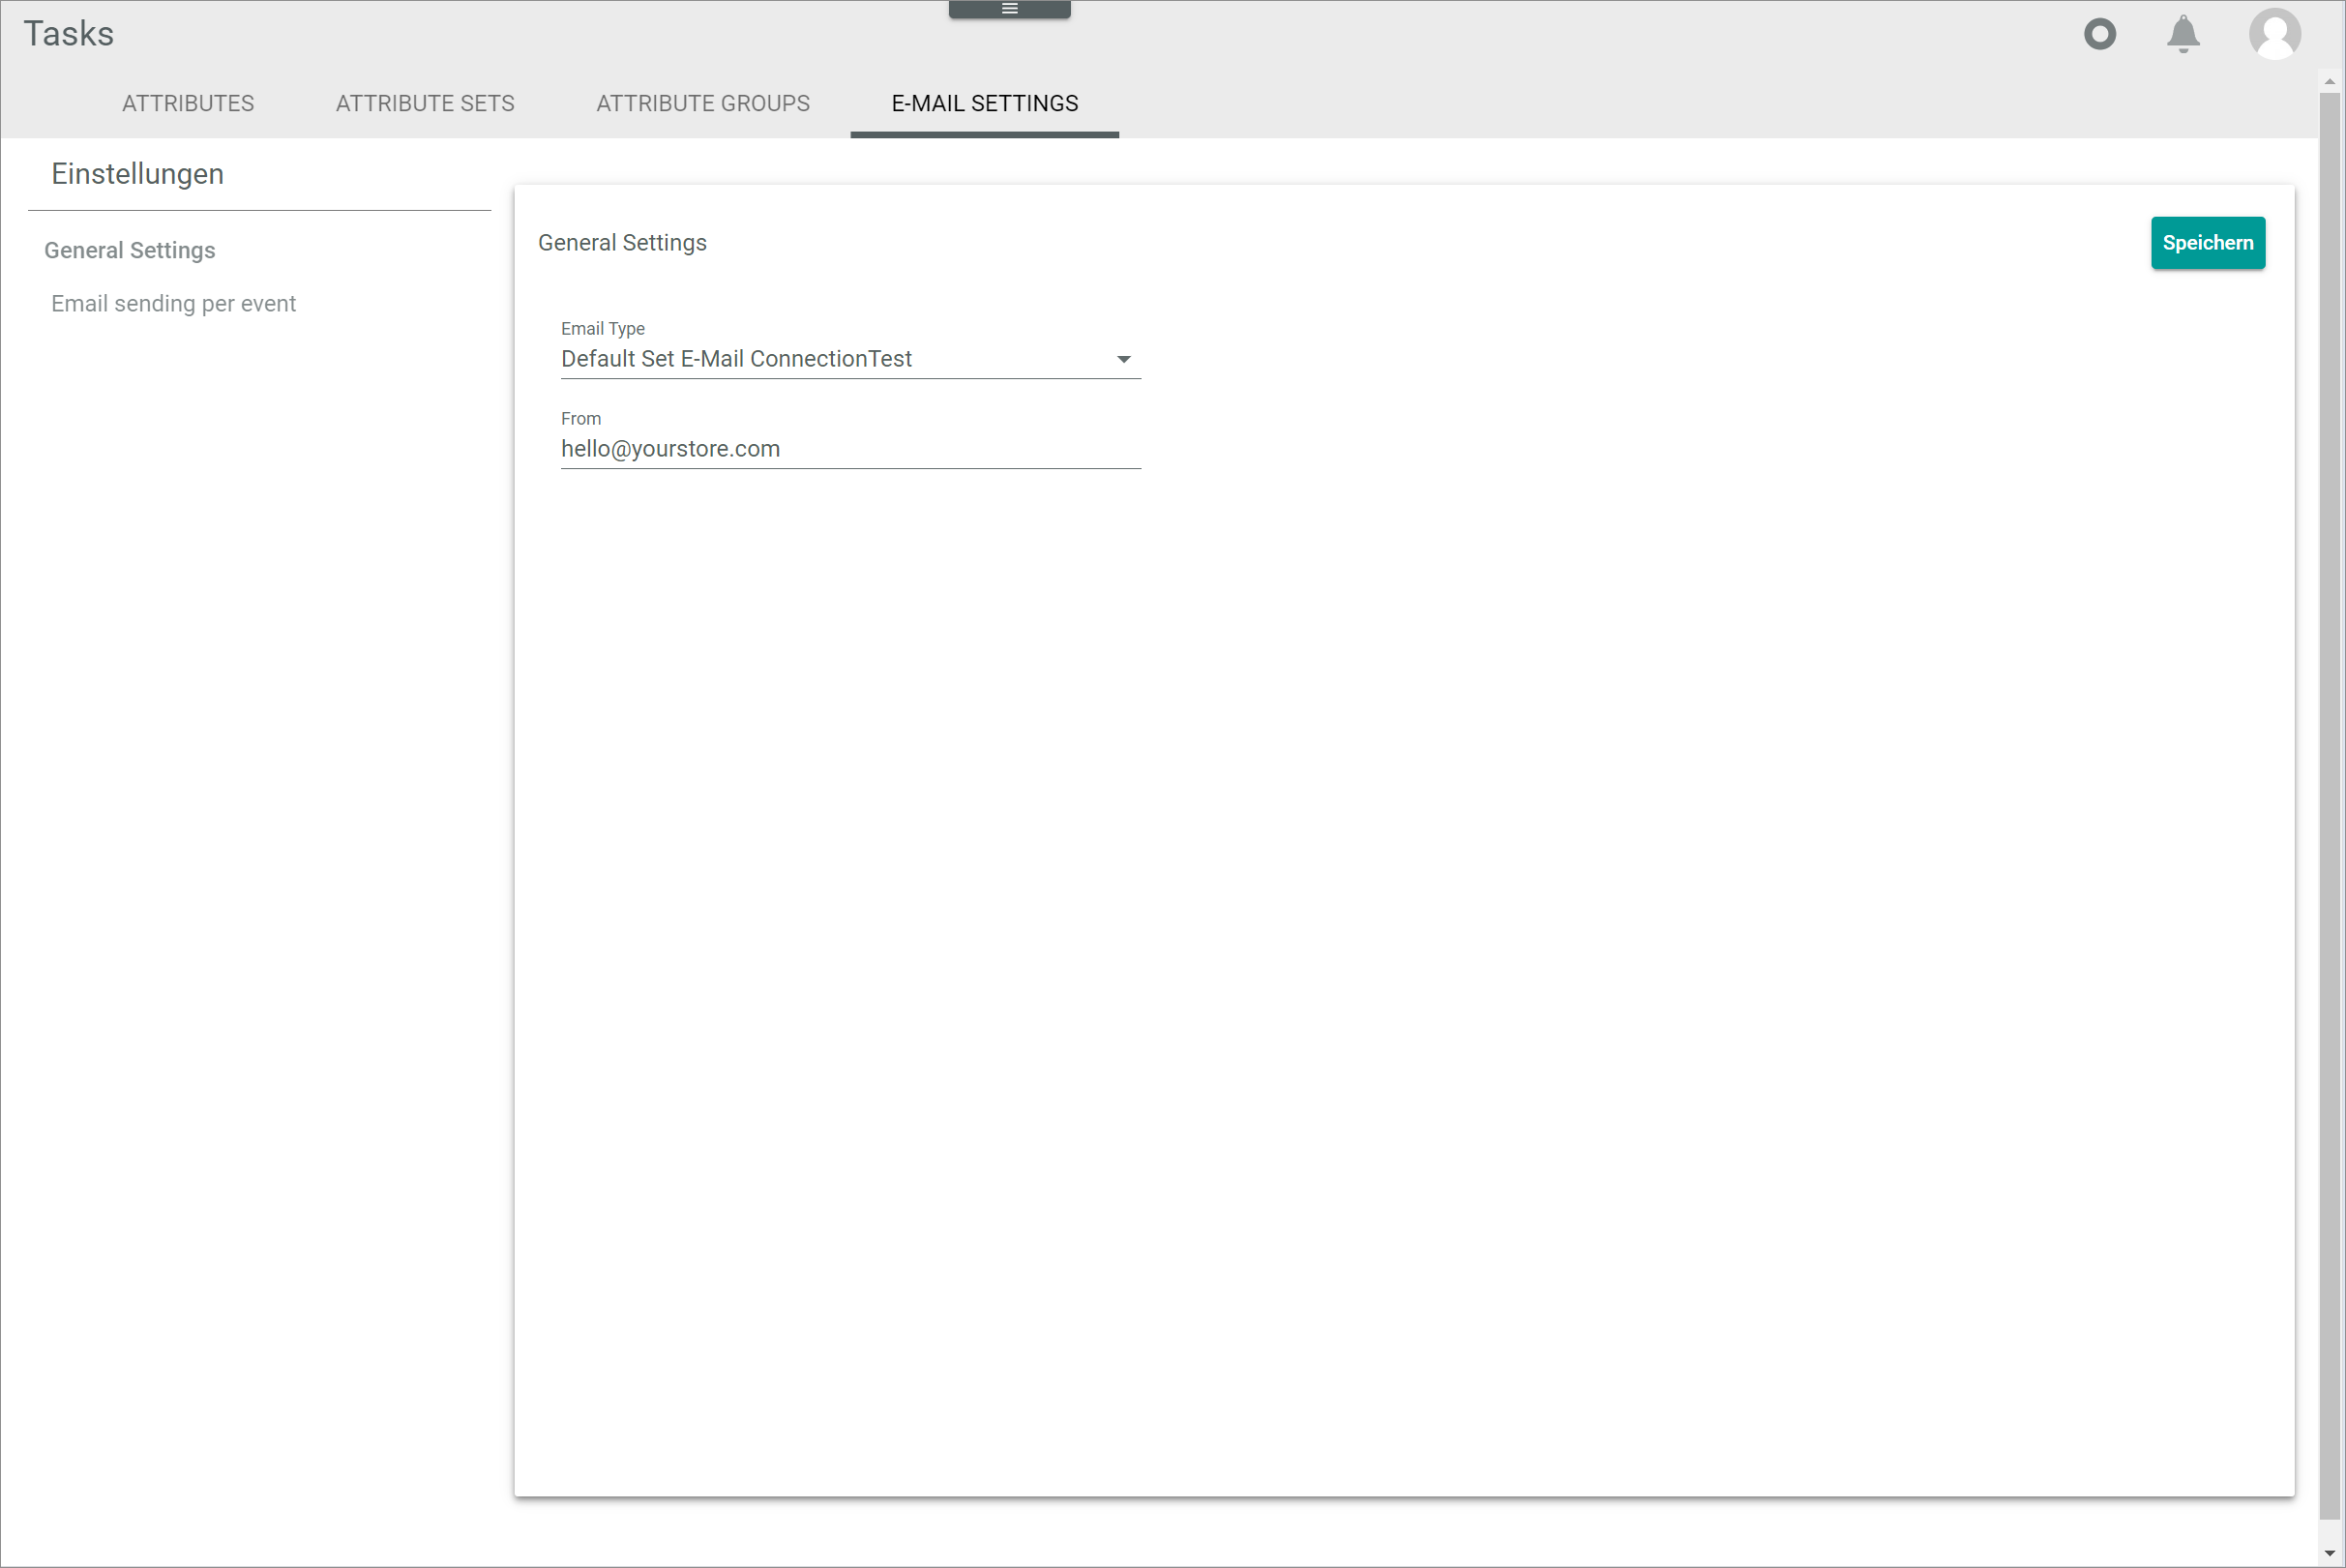 Tasks
ATTRIBUTES
ATTRIBUTE SETS
ATTRIBUTE GROUPS
E-MAIL SETTINGS
Einstellungen
General Settings
Email sending per event
General Settings
Speichern
Email Type
Default Set E-Mail ConnectionTest
From
hello@yourstore.com